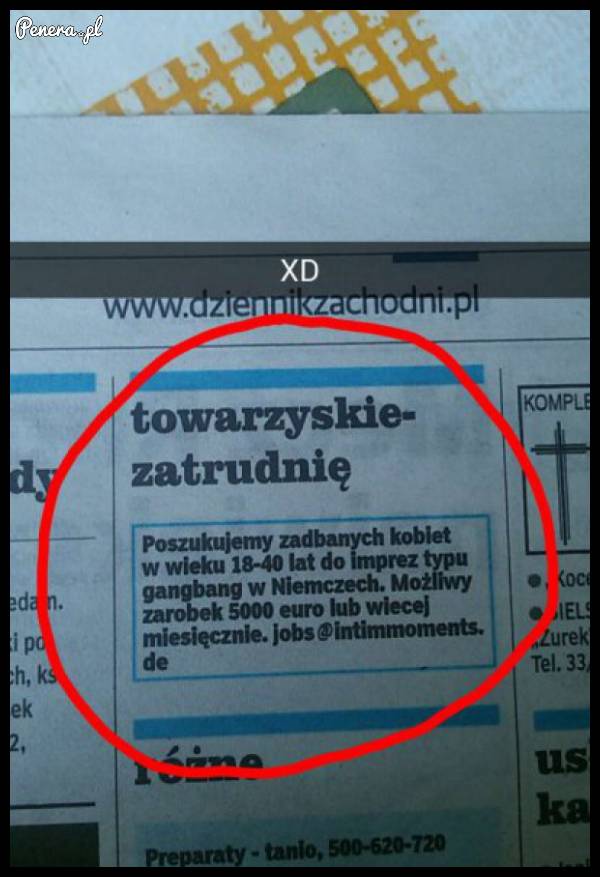 Penera.pl
XD
www.dziennikzachodni.pl
towarzyskie-
zatrudnię
Poszukujemy zadbanych kobiet
w wieku 18-40 lat do imprez typu
gangbang w Niemczech. Możliwy
zarobek 5000 euro lub wiecej
miesięcznie. jobs@intimmoments.
de
różne
Preparaty - tanio, 500-620-720
dy
edam.
ki po
ch, ks
ek
2,
KOMPLE
Koce
IELS
Żurek
Tel. 33/
us
ka